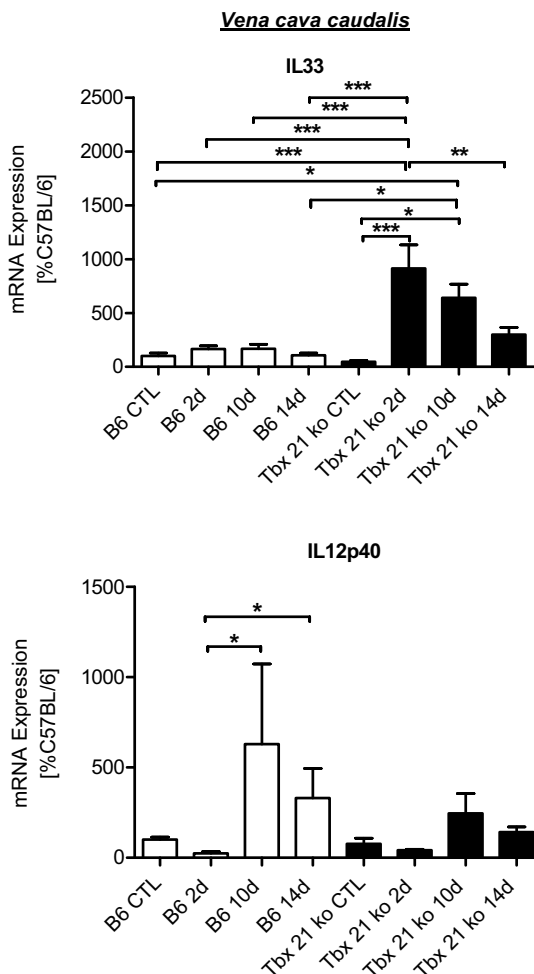 Vena cava caudalis
IL33
mRNA Expression
[%C57BL/6]
2500
2000
1500
1000
500
0
***
***
***
***
**
*
*
*
***
B6 CTL
B6 2d
B6 10d
B6 14d
Tbx 21 ko CTL
Tbx 21 ko 2d
Tbx 21 ko 10d
Tbx 21 ko 14d
IL12p40
mRNA Expression
[%C57BL/6]
1500
1000
500
0
*
*
B6 CTL
B6 2d
B6 10d
B6 14d
Tbx 21 ko CTL
Tbx 21 ko 2d
Tbx 21 ko 10d
Tbx 21 ko 14d